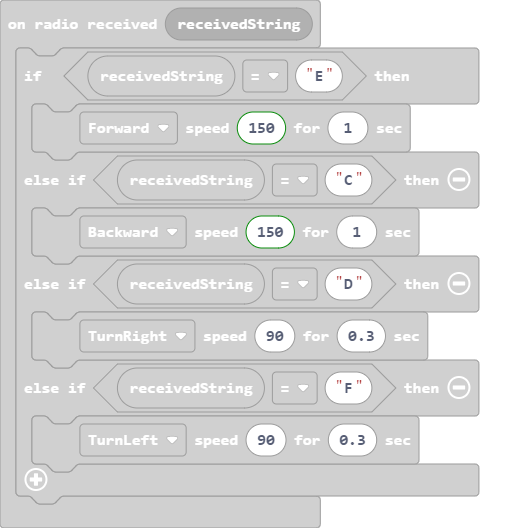 on radio received receivedString
if receivedString = "E" then
Forward speed 150 for 1 sec
else if receivedString = "C" then
Backward speed 150 for 1 sec
else if receivedString = "D" then
TurnRight speed 90 for 0.3 sec
else if receivedString = "F" then
TurnLeft speed 90 for 0.3 sec